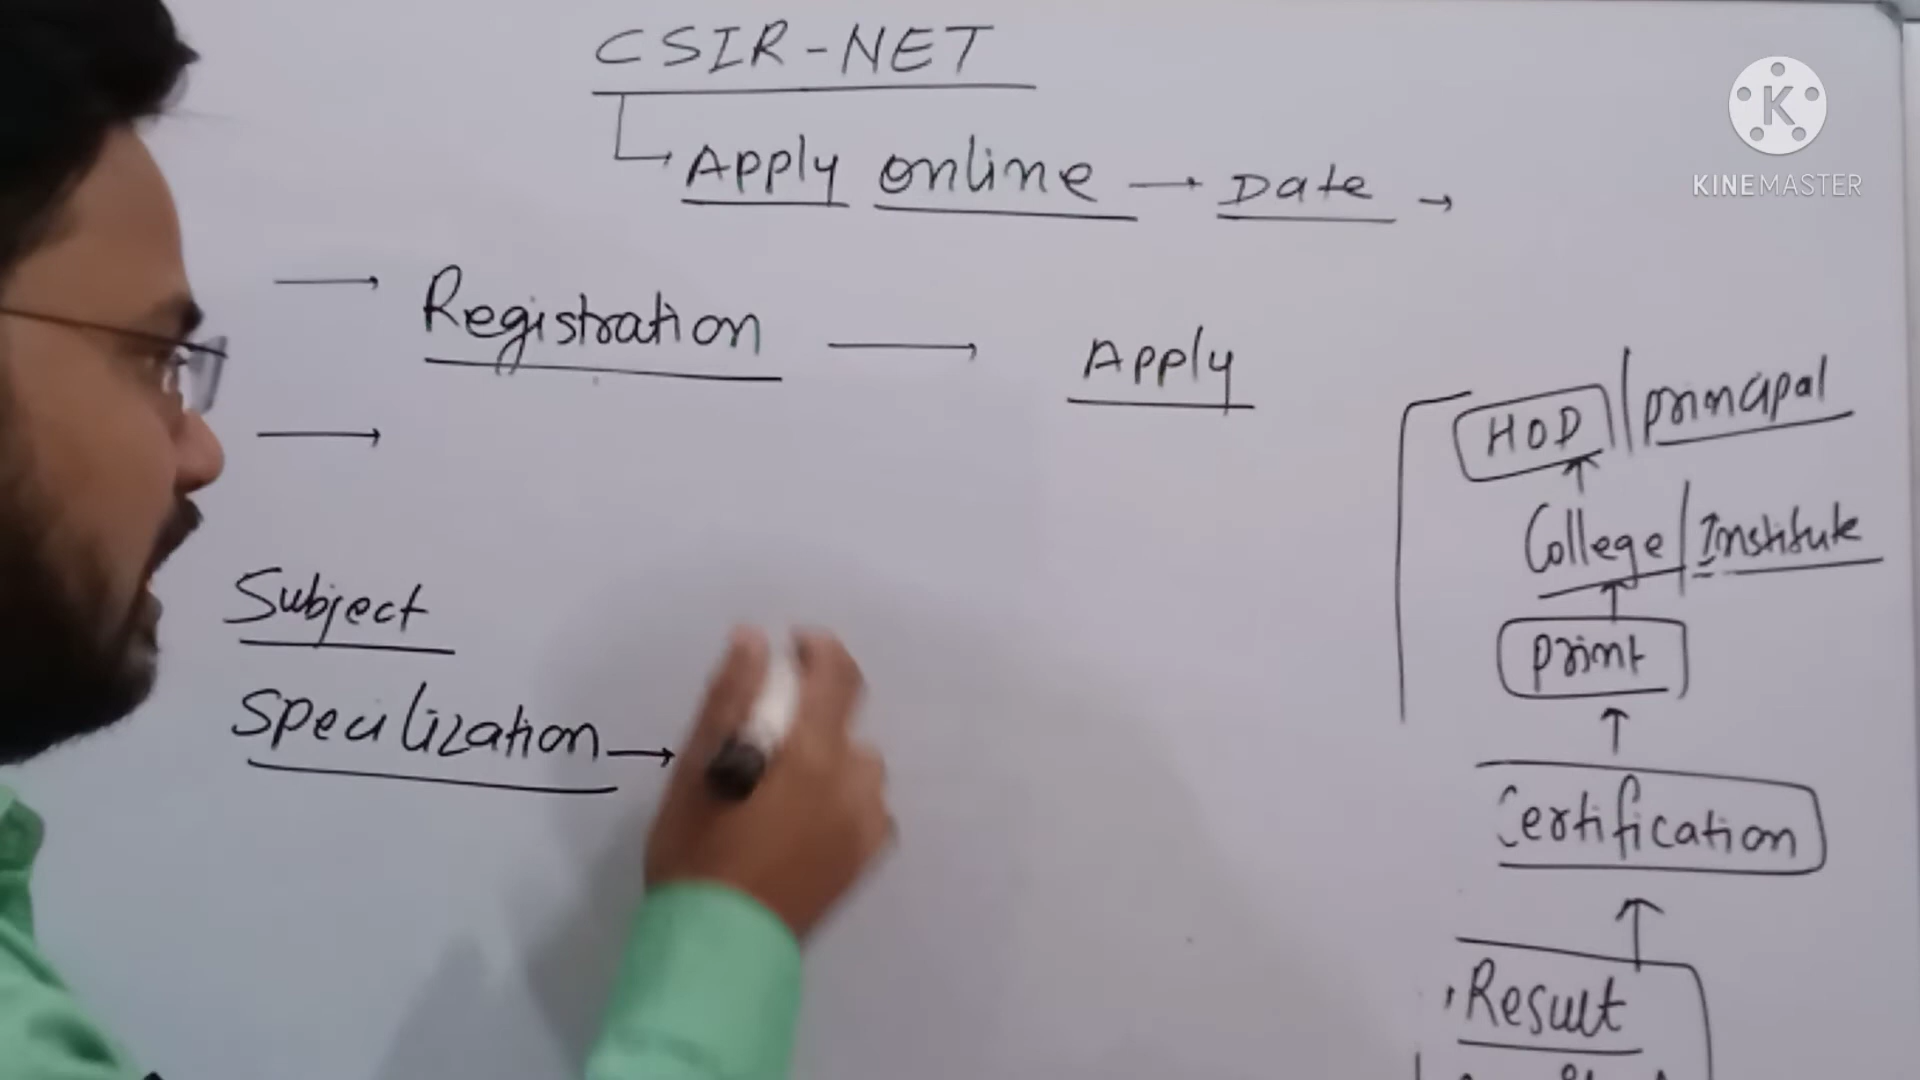 CSIR-NET
Apply online → Date →
→ Registration → Apply
→
Subject
Specilization →
HOD / principal
College / Institute
print
Certification
Result
K
KINEMASTER